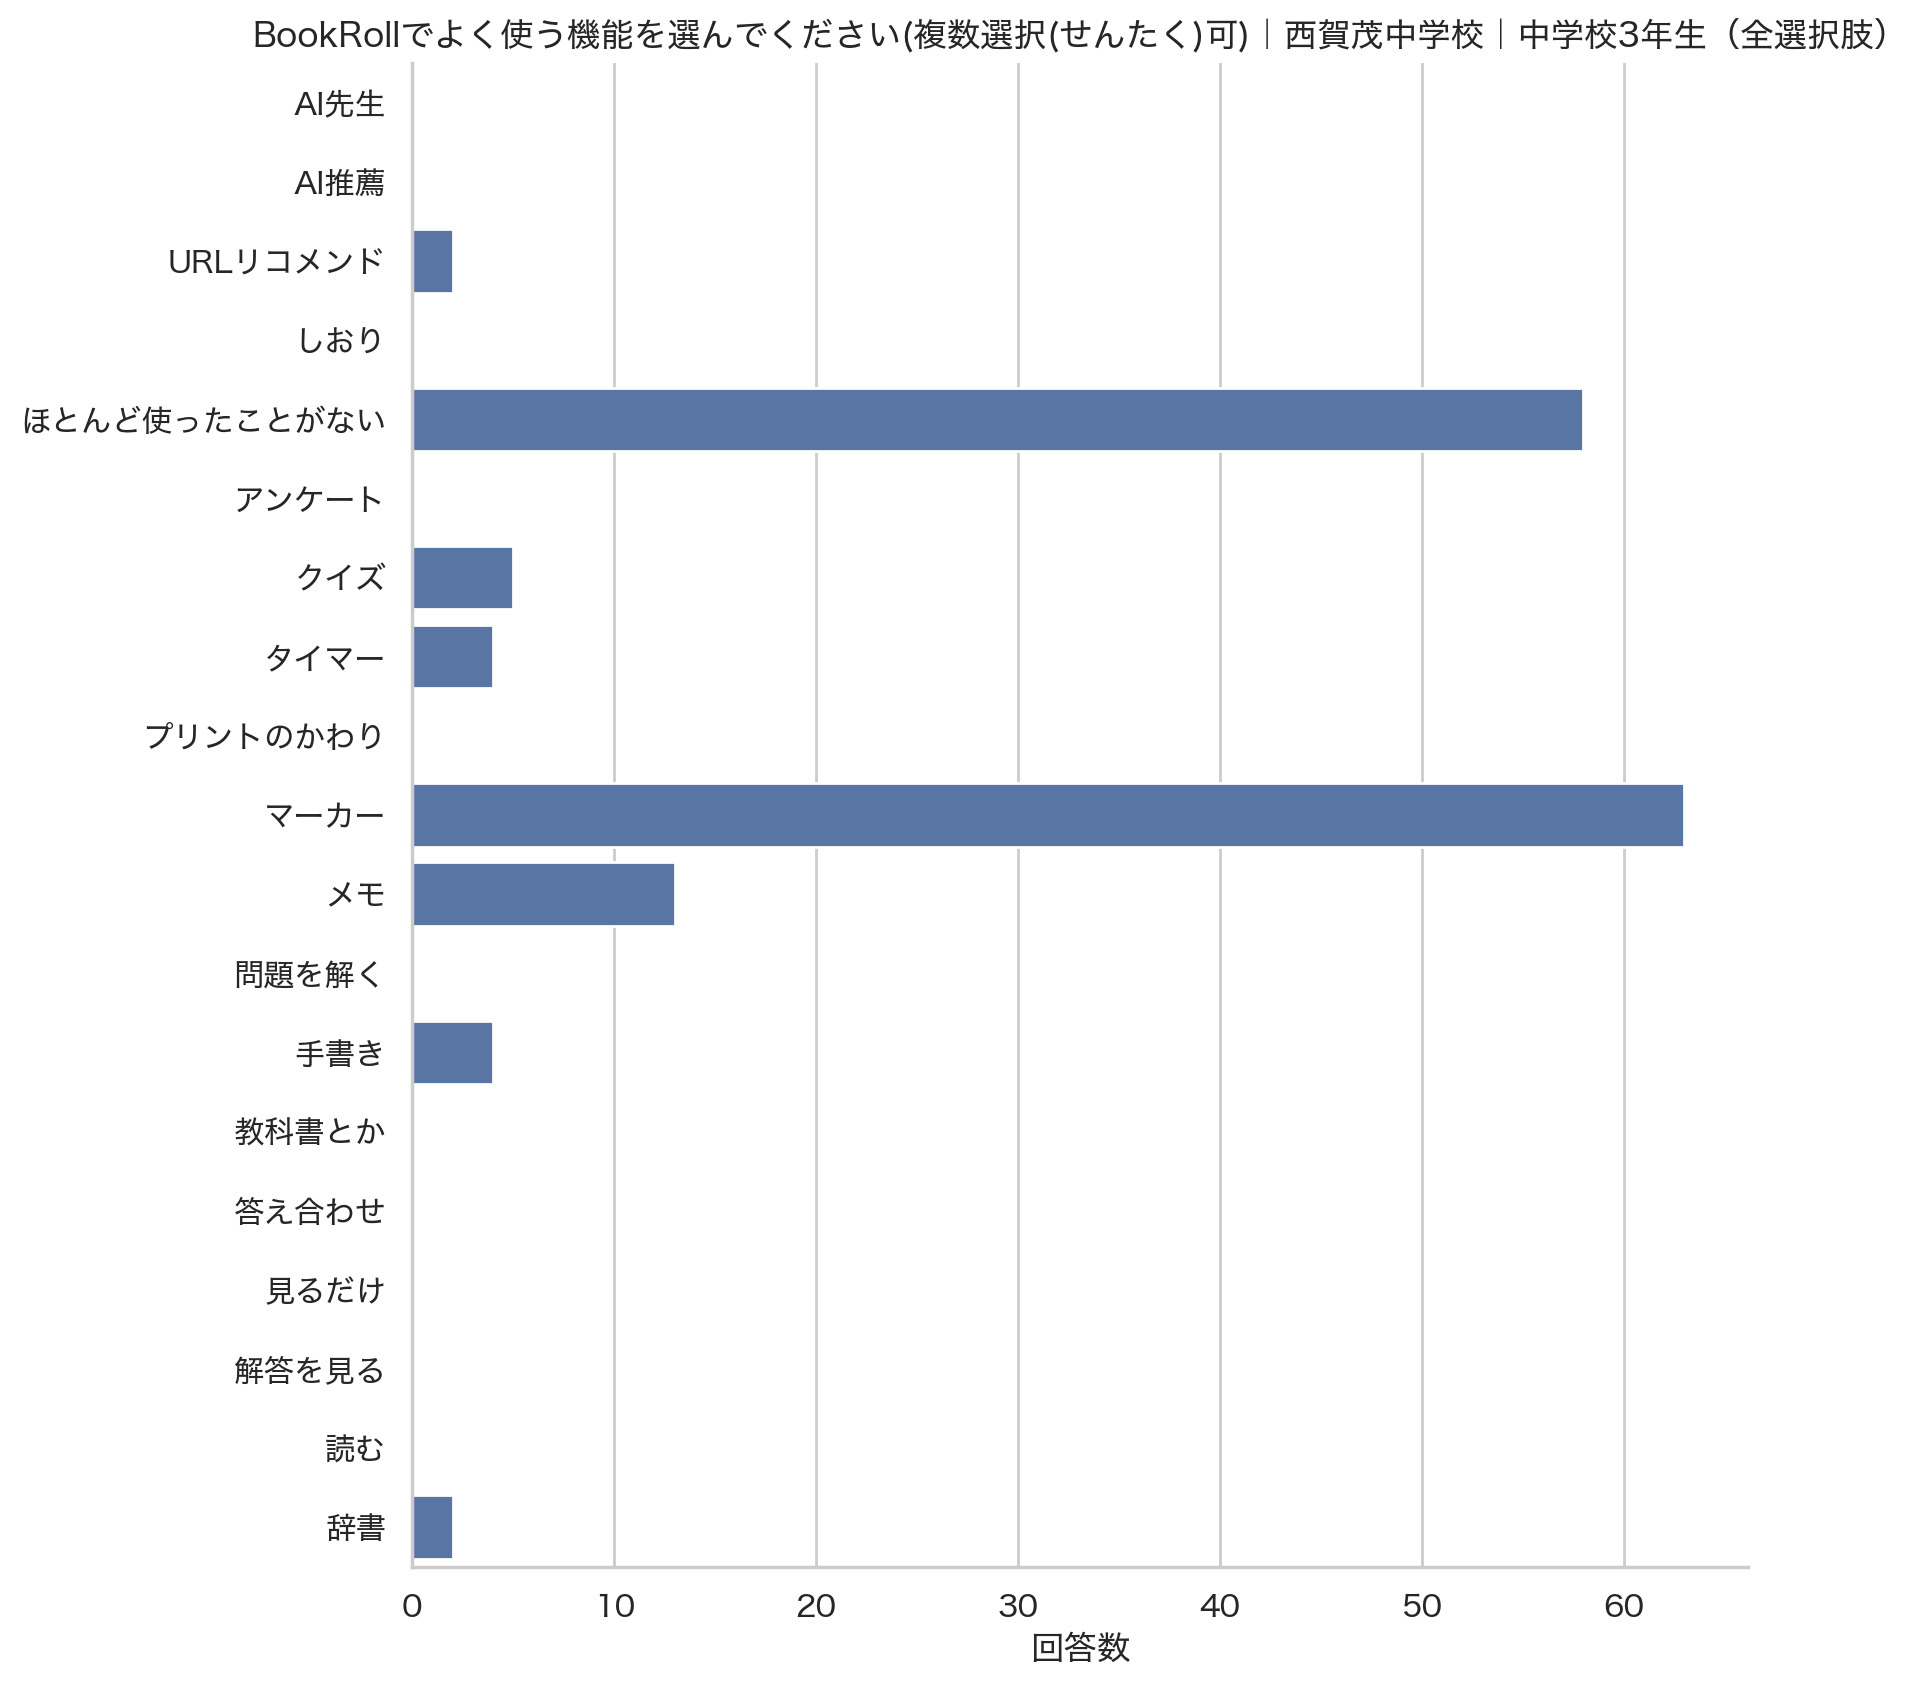 BookRollでよく使う機能を選んでください(複数選択(せんたく)可)｜西賀茂中学校｜中学校3年生（全選択肢）
AI先生
AI推薦
URLリコメンド
しおり
ほとんど使ったことがない
アンケート
クイズ
タイマー
プリントのかわり
マーカー
メモ
問題を解く
手書き
教科書とか
答え合わせ
見るだけ
解答を見る
読む
辞書
0 10 20 30 40 50 60
回答数